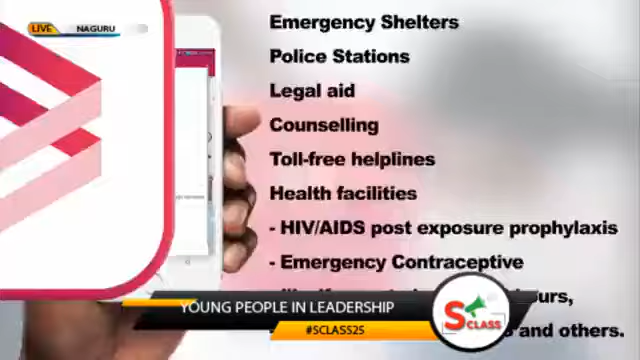 LIVE NAGURU
Emergency Shelters
Police Stations
Legal aid
Counselling
Toll-free helplines
Health facilities
- HIV/AIDS post exposure prophylaxis
- Emergency Contraceptive
YOUNG PEOPLE IN LEADERSHIP
#SCLASS25
S CLASS
and others.